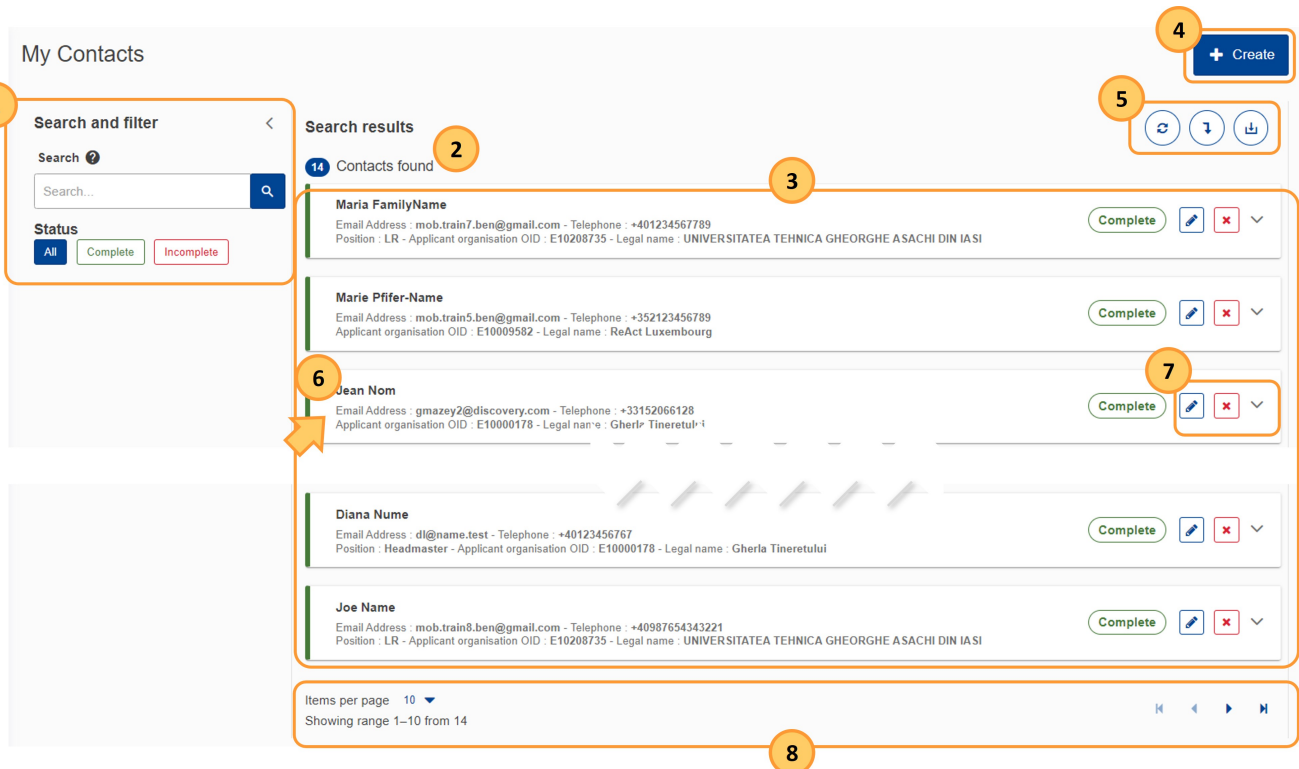 4
My Contacts
Create
5
Search and filter
Search results
2
Search
14 Contacts found
3
Search...
Maria FamilyName
Complete
Email Address : mob.train7.ben@gmail.com - Telephone : +401234567789
Position : LR - Applicant organisation OID : E10208735 - Legal name : UNIVERSITATEA TEHNICA GHEORGHE ASACHI DIN IASI
Status
All Complete Incomplete
Marie Pfifer-Name
Complete
Email Address : mob.train5.ben@gmail.com - Telephone : +352123456789
Applicant organisation OID : E10009582 - Legal name : ReAct Luxembourg
6
7
Jean Nom
Complete
Email Address : gmazey2@discovery.com - Telephone : +33152066128
Applicant organisation OID : E10000178 - Legal name : Gherla Tineretului
Diana Nume
Complete
Email Address : dl@name.test - Telephone : +40123456767
Position : Headmaster - Applicant organisation OID : E10000178 - Legal name : Gherla Tineretului
Joe Name
Complete
Email Address : mob.train8.ben@gmail.com - Telephone : +40987654343221
Position : LR - Applicant organisation OID : E10208735 - Legal name : UNIVERSITATEA TEHNICA GHEORGHE ASACHI DIN IASI
Items per page 10
Showing range 1–10 from 14
8